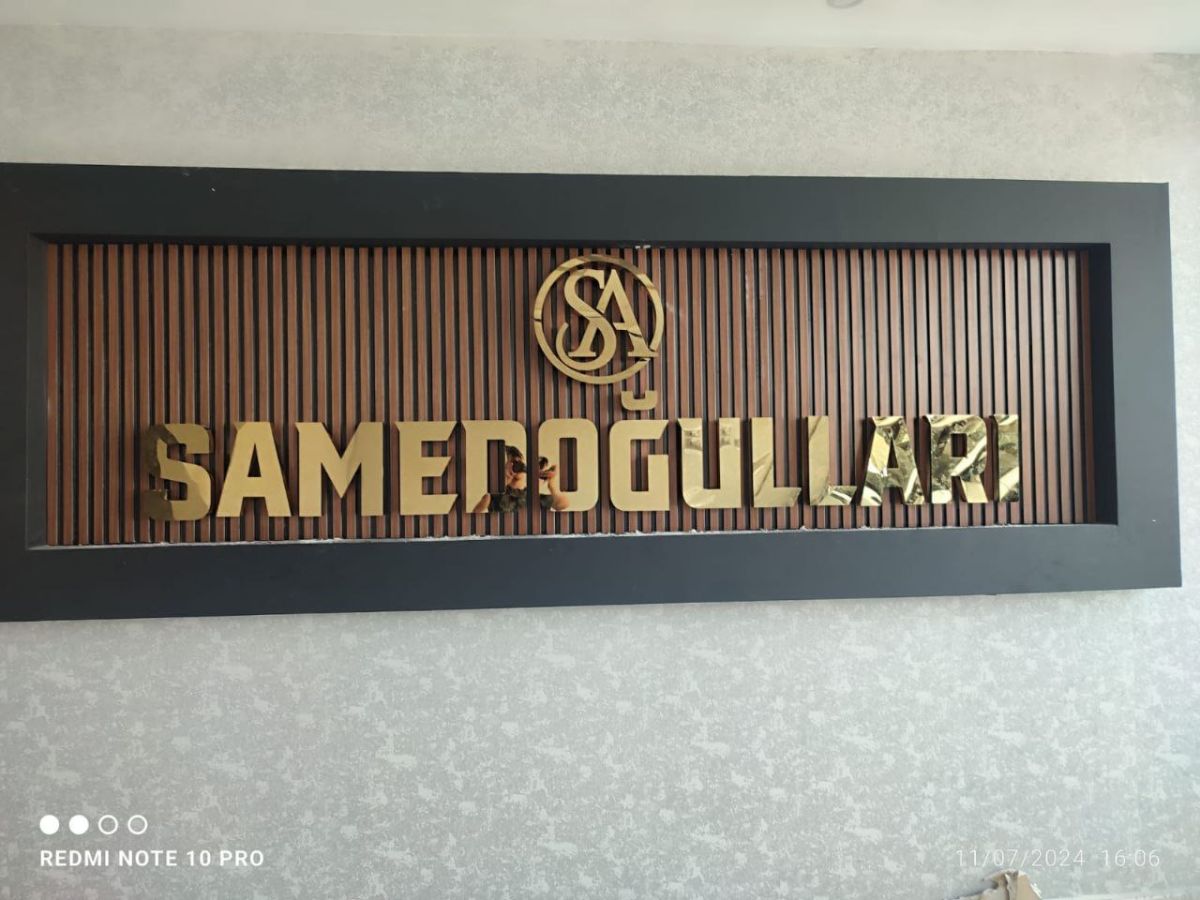 SA
SAMEDOĞULLARI
REDMI NOTE 10 PRO
11/07/2024 16:06